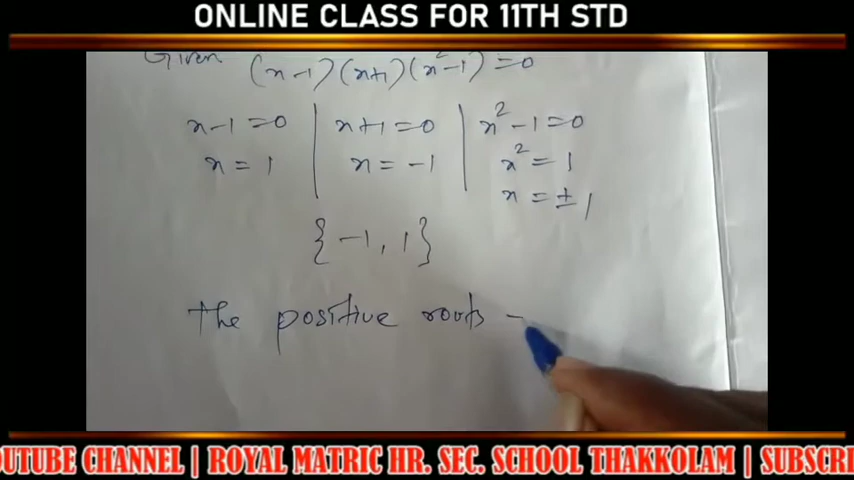 ONLINE CLASS FOR 11TH STD
Given (x-1)(x+1)(x²-1)=0
x-1=0 | x+1=0 | x²-1=0
x=1 | x=-1 | x²=1
x=±1
{-1, 1}
The positive roots -
OUTUBE CHANNEL | ROYAL MATRIC HR. SEC. SCHOOL THAKKOLAM | SUBSCRI